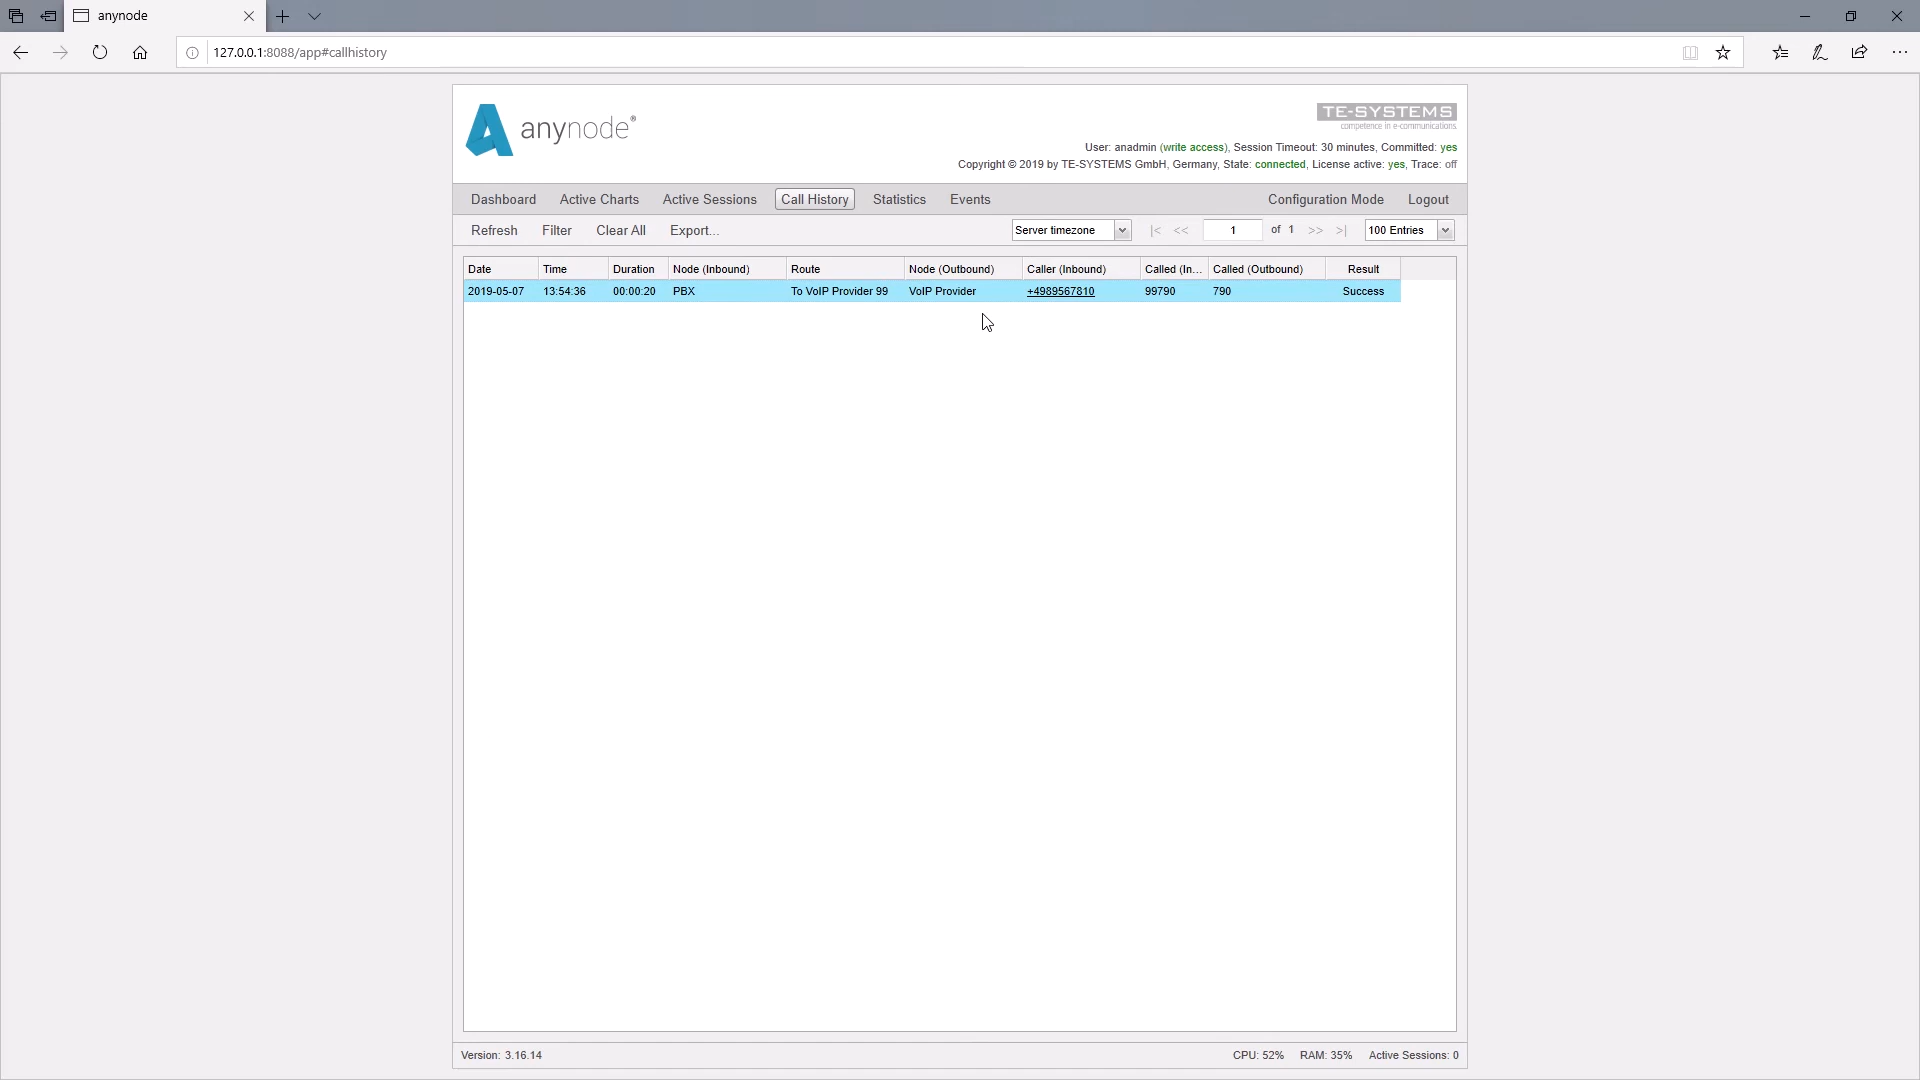 anynode
127.0.0.1:8088/app#callhistory
anynode®
TE-SYSTEMS
competence in e-communications.
User: anadmin (write access), Session Timeout: 30 minutes, Committed: yes
Copyright © 2019 by TE-SYSTEMS GmbH, Germany, State: connected, License active: yes, Trace: off
Dashboard Active Charts Active Sessions Call History Statistics Events Configuration Mode Logout
Refresh Filter Clear All Export... Server timezone |< << 1 of 1 >> >| 100 Entries
Date Time Duration Node (Inbound) Route Node (Outbound) Caller (Inbound) Called (In... Called (Outbound) Result
2019-05-07 13:54:36 00:00:20 PBX To VoIP Provider 99 VoIP Provider +4989567810 99790 790 Success
Version: 3.16.14 CPU: 52% RAM: 35% Active Sessions: 0